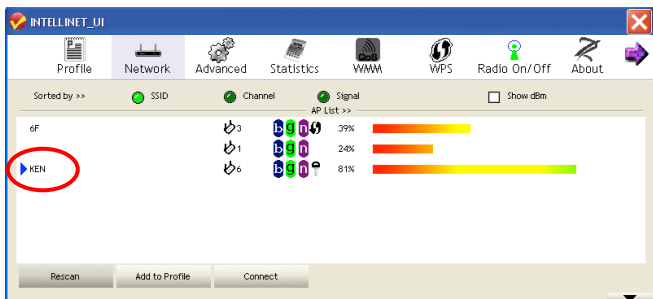 INTELLINET_UI
Profile Network Advanced Statistics QoS WMM WPS Radio On/Off About
Sorted by >> SSID Channel Signal Show dBm
AP List >>
6F 3 b g n 39%
1 b g n 24%
KEN 6 b g n 81%
Rescan Add to Profile Connect